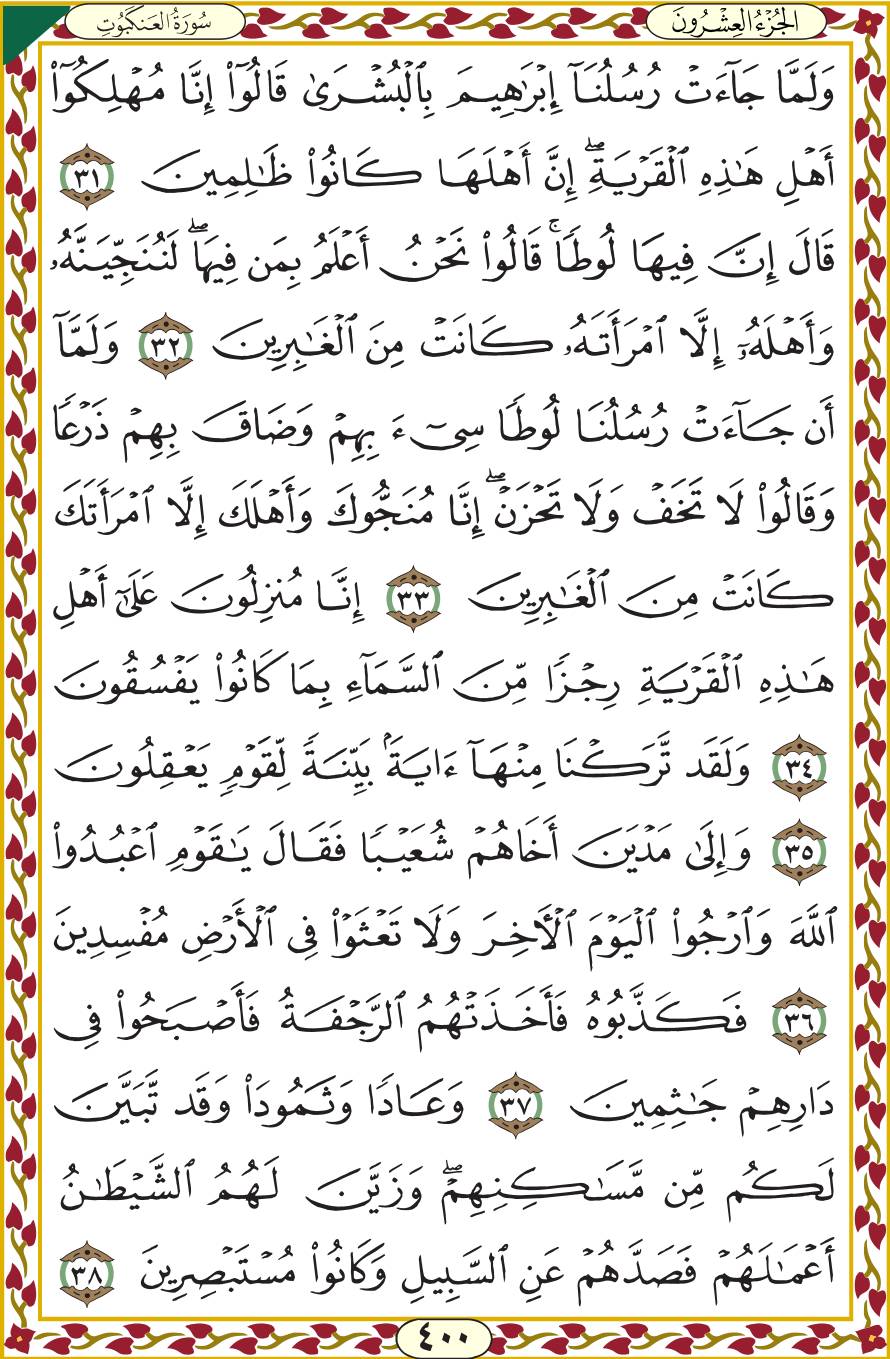 الجُزْءُ العِشْرُونَ
سُورَةُ العَنكَبُوتِ
وَلَمَّا جَآءَتْ رُسُلُنَآ إِبْرَٰهِيمَ بِٱلْبُشْرَىٰ قَالُوٓا۟ إِنَّا مُهْلِكُوٓا۟
أَهْلِ هَـٰذِهِ ٱلْقَرْيَةِ ۖ إِنَّ أَهْلَهَا كَانُوا۟ ظَـٰلِمِينَ ٣١
قَالَ إِنَّ فِيهَا لُوطًا ۚ قَالُوا۟ نَحْنُ أَعْلَمُ بِمَن فِيهَا ۖ لَنُنَجِّيَنَّهُۥ
وَأَهْلَهُۥٓ إِلَّا ٱمْرَأَتَهُۥ كَانَتْ مِنَ ٱلْغَـٰبِرِينَ ٣٢ وَلَمَّآ
أَن جَآءَتْ رُسُلُنَا لُوطًا سِىٓءَ بِهِمْ وَضَاقَ بِهِمْ ذَرْعًا
وَقَالُوا۟ لَا تَخَفْ وَلَا تَحْزَنْ ۖ إِنَّا مُنَجُّوكَ وَأَهْلَكَ إِلَّا ٱمْرَأَتَكَ
كَانَتْ مِنَ ٱلْغَـٰبِرِينَ ٣٣ إِنَّا مُنزِلُونَ عَلَىٰٓ أَهْلِ
هَـٰذِهِ ٱلْقَرْيَةِ رِجْزًا مِّنَ ٱلسَّمَآءِ بِمَا كَانُوا۟ يَفْسُقُونَ
٣٤ وَلَقَد تَّرَكْنَا مِنْهَآ ءَايَةًۢ بَيِّنَةً لِّقَوْمٍ يَعْقِلُونَ
٣٥ وَإِلَىٰ مَدْيَنَ أَخَاهُمْ شُعَيْبًا فَقَالَ يَـٰقَوْمِ ٱعْبُدُوا۟
ٱللَّهَ وَٱرْجُوا۟ ٱلْيَوْمَ ٱلْـَٔاخِرَ وَلَا تَعْثَوْا۟ فِى ٱلْأَرْضِ مُفْسِدِينَ
٣٦ فَكَذَّبُوهُ فَأَخَذَتْهُمُ ٱلرَّجْفَةُ فَأَصْبَحُوا۟ فِى
دَارِهِمْ جَـٰثِمِينَ ٣٧ وَعَادًا وَثَمُودَا۟ وَقَد تَّبَيَّنَ
لَكُم مِّن مَّسَـٰكِنِهِمْ ۖ وَزَيَّنَ لَهُمُ ٱلشَّيْطَـٰنُ
أَعْمَـٰلَهُمْ فَصَدَّهُمْ عَنِ ٱلسَّبِيلِ وَكَانُوا۟ مُسْتَبْصِرِينَ ٣٨
٤٠٠